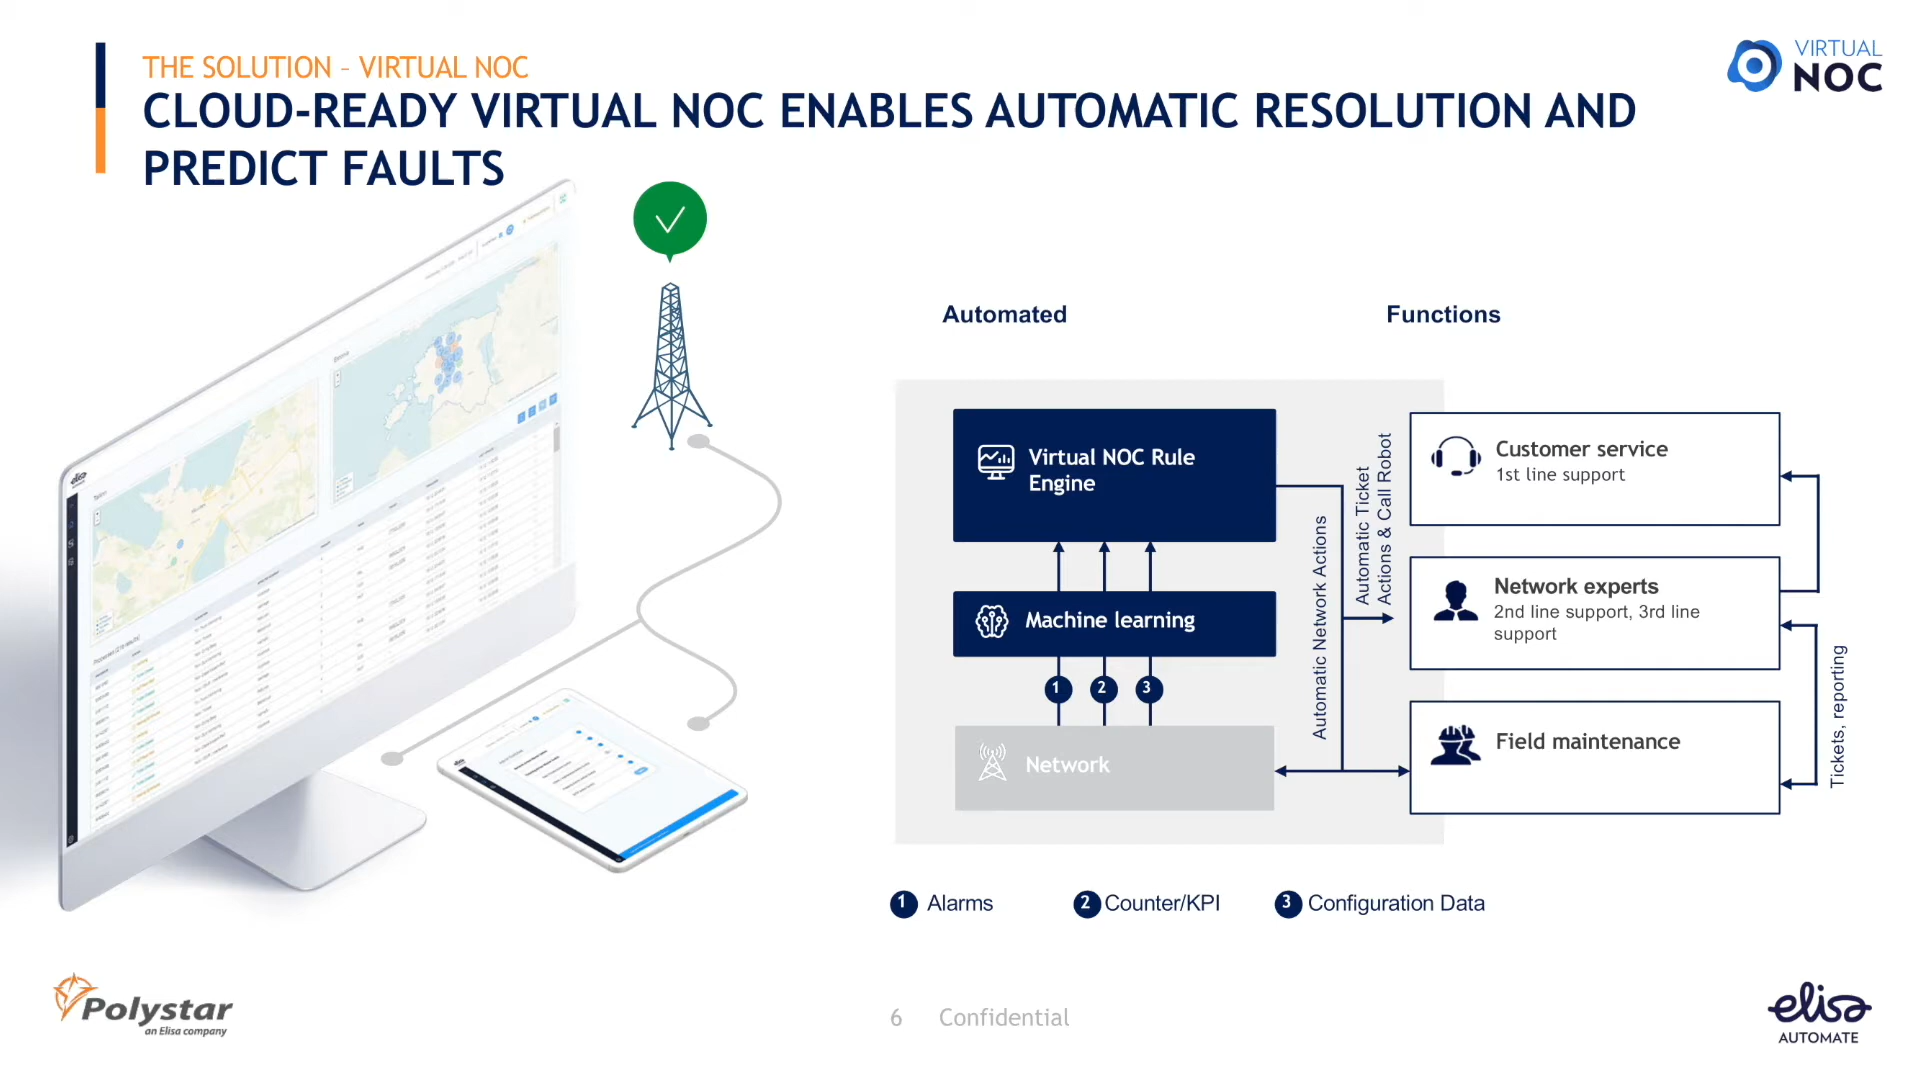 THE SOLUTION – VIRTUAL NOC
CLOUD-READY VIRTUAL NOC ENABLES AUTOMATIC RESOLUTION AND
PREDICT FAULTS
VIRTUAL
NOC
Automated
Functions
Virtual NOC Rule
Engine
Machine learning
1
2
3
Network
Automatic Network Actions
Automatic Ticket
Actions & Call Robot
Customer service
1st line support
Network experts
2nd line support, 3rd line
support
Field maintenance
Tickets, reporting
1 Alarms
2 Counter/KPI
3 Configuration Data
Polystar
an Elisa company
6 Confidential
elisa
AUTOMATE